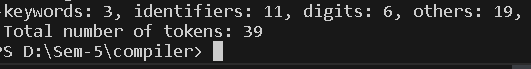 keywords: 3, identifiers: 11, digits: 6, others: 19,
Total number of tokens: 39
PS D:\Sem-5\compiler>